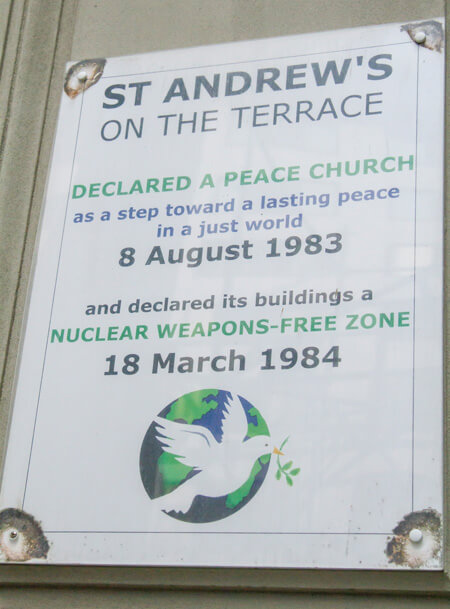 ST ANDREW'S
ON THE TERRACE
DECLARED A PEACE CHURCH
as a step toward a lasting peace
in a just world
8 August 1983
and declared its buildings a
NUCLEAR WEAPONS-FREE ZONE
18 March 1984